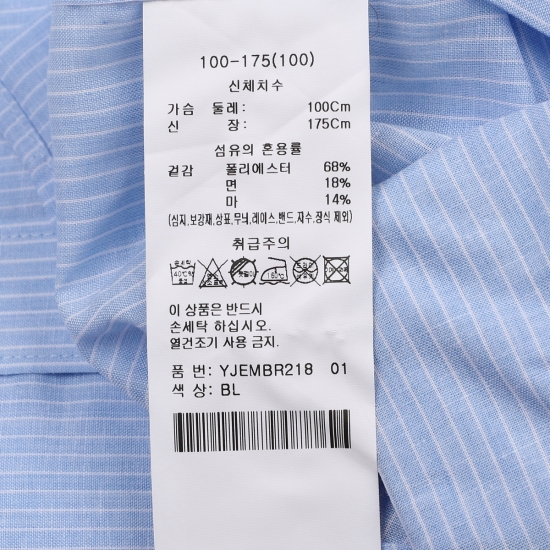 100-175(100)
신체치수
가슴 둘레: 100Cm
신 장: 175Cm
섬유의 혼용률
겉감 폴리에스터 68%
면 18%
마 14%
(심지,보강재,상표,무늬,레이스,밴드,자수,장식 제외)
취급주의
40℃
이 상품은 반드시
손세탁 하십시오.
열건조기 사용 금지.
품 번: YJEMBR218 01
색 상: BL